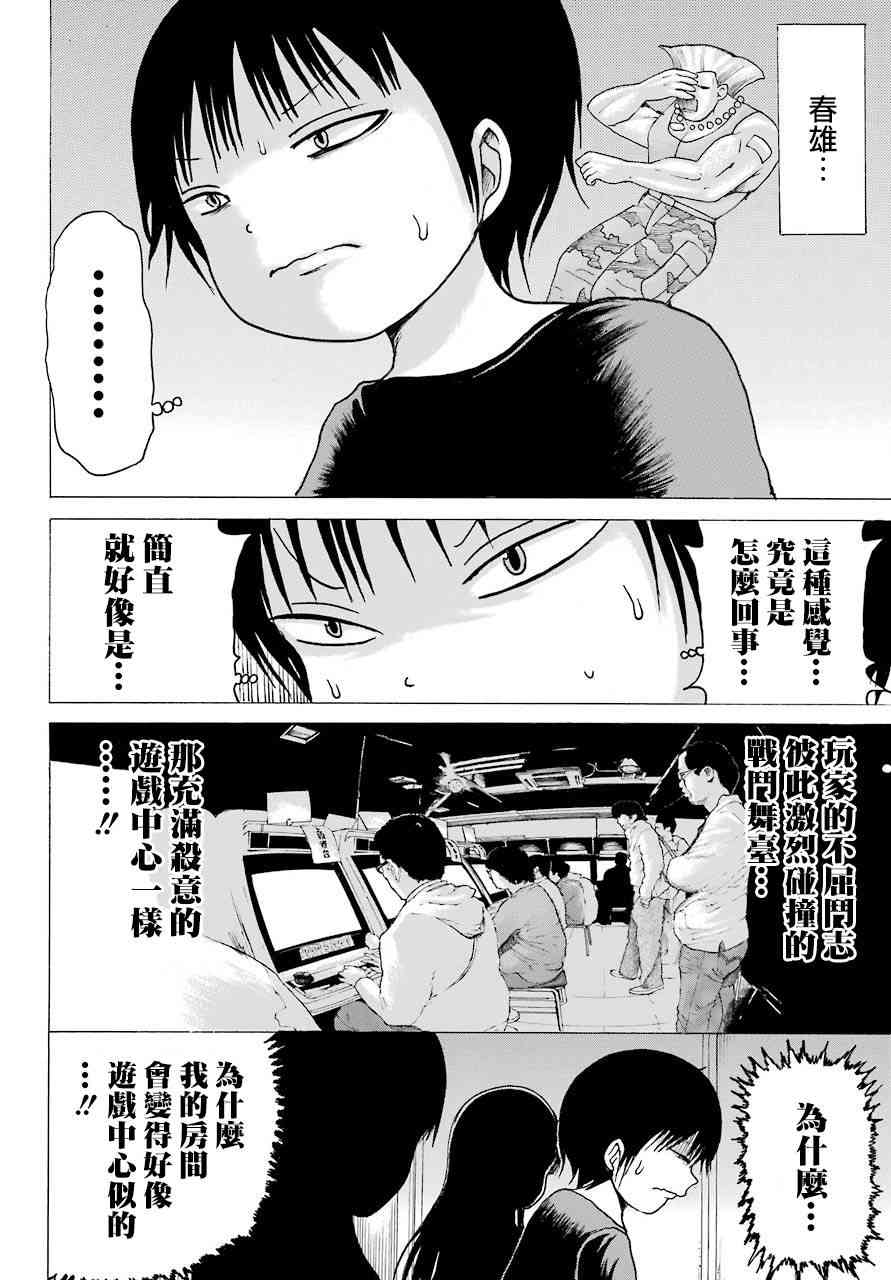 春雄…
………
這種感覺…
究竟是
怎麼回事…
簡直
就好像是…
玩家的不屈鬥志
彼此激烈碰撞的
戰鬥舞臺…
那充滿殺意的
遊戲中心一樣
……!!
為什麼…
為什麼
我的房間
會變得好像
遊戲中心似的
…!!